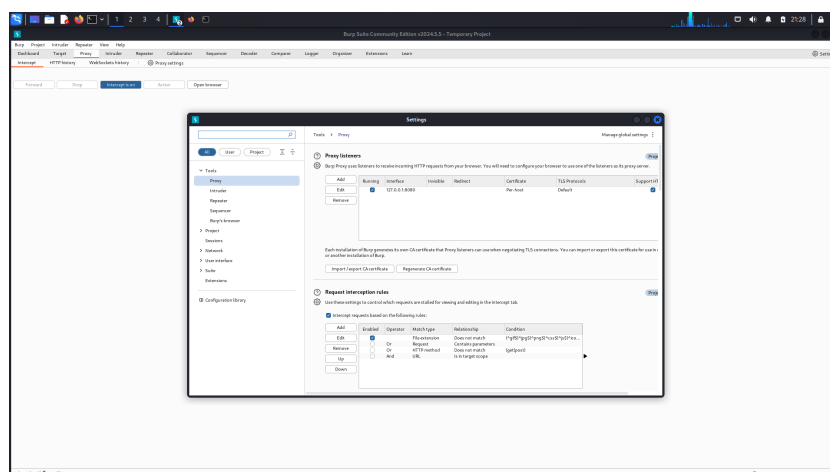 1 2 3 4
21:28
Burp Suite Community Edition v2024.5.5 - Temporary Project
Burp Project Intruder Repeater View Help
Dashboard Target Proxy Intruder Repeater Collaborator Sequencer Decoder Comparer Logger Organizer Extensions Learn
Intercept HTTP history WebSockets history Proxy settings
Forward Drop Intercept is on Action Open browser
Settings
Tools > Proxy
Manage global settings
All User Project
Tools
Proxy
Intruder
Repeater
Sequencer
Burp's browser
Project
Sessions
Network
User interface
Suite
Extensions
Configuration library
Proxy listeners
Burp Proxy uses listeners to receive incoming HTTP requests from your browser. You will need to configure your browser to use one of the listeners as its proxy server.
Add
Edit
Remove
Running Interface Invisible Redirect Certificate TLS Protocols Support HT
127.0.0.1:8080 Per-host Default
Each installation of Burp generates its own CA certificate that Proxy listeners can use when negotiating TLS connections. You can import or export this certificate for use in
or another installation of Burp.
Import / export CA certificate Regenerate CA certificate
Request interception rules
Use these settings to control which requests are stalled for viewing and editing in the Intercept tab.
Intercept requests based on the following rules:
Add
Edit
Remove
Up
Down
Enabled Operator Match type Relationship Condition
File extension Does not match
Or Request Contains parameters
Or HTTP method Does not match (get|post)
And URL Is in target scope